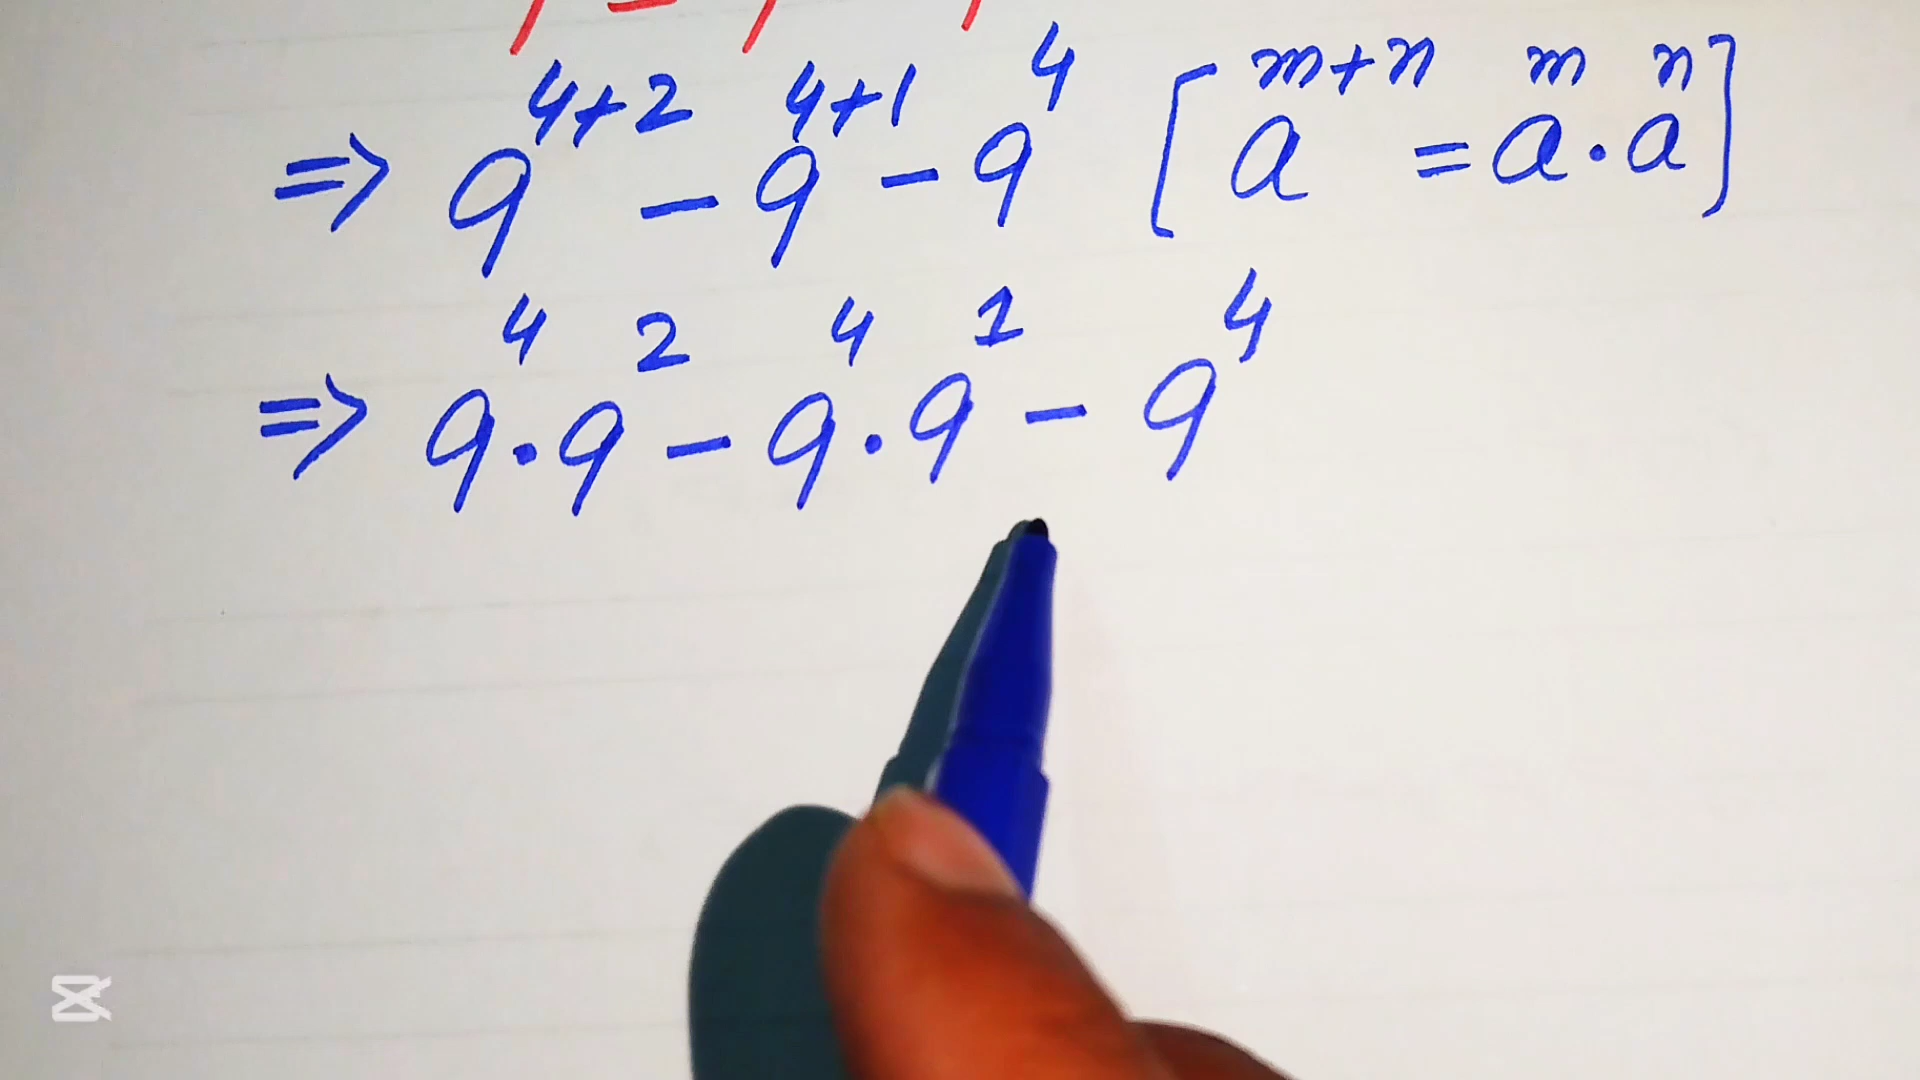 => 9^{4+2} - 9^{4+1} - 9^4 [a^{m+n} = a^m · a^n]
=> 9^4 · 9^2 - 9^4 · 9^1 - 9^4